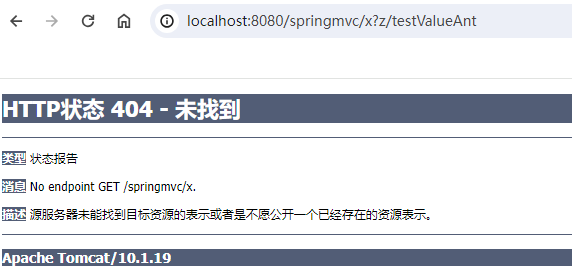 localhost:8080/springmvc/x?z/testValueAnt
HTTP状态 404 - 未找到
类型 状态报告
消息 No endpoint GET /springmvc/x.
描述 源服务器未能找到目标资源的表示或者是不愿公开一个已经存在的资源表示。
Apache Tomcat/10.1.19